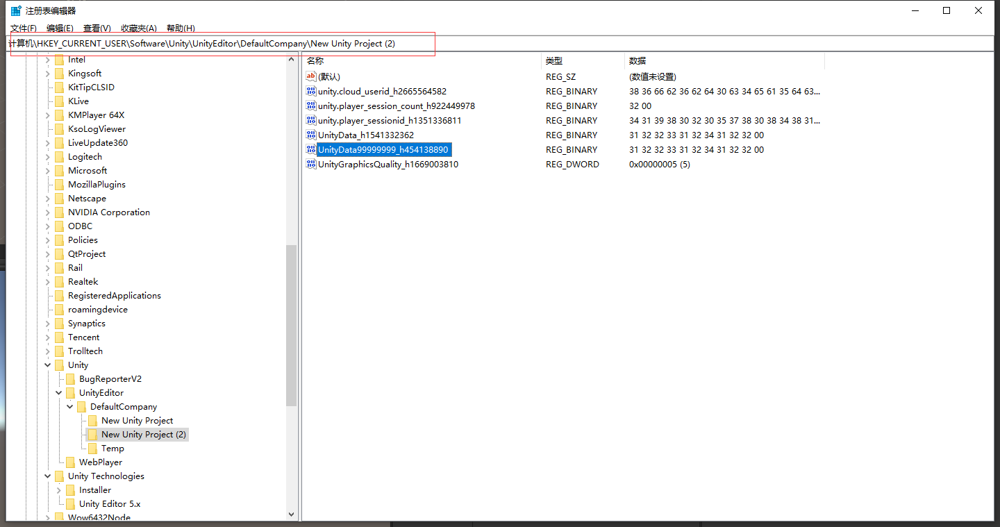 注册表编辑器
文件(F) 编辑(E) 查看(V) 收藏夹(A) 帮助(H)
计算机\HKEY_CURRENT_USER\Software\Unity\UnityEditor\DefaultCompany\New Unity Project (2)
Intel
Kingsoft
KitTipCLSID
KLive
KMPlayer 64X
KsoLogViewer
LiveUpdate360
Logitech
Microsoft
MozillaPlugins
Netscape
NVIDIA Corporation
ODBC
Policies
QtProject
Rail
Realtek
RegisteredApplications
roamingdevice
Synaptics
Tencent
Trolltech
Unity
BugReporterV2
UnityEditor
DefaultCompany
New Unity Project
New Unity Project (2)
Temp
WebPlayer
Unity Technologies
Installer
Unity Editor 5.x
Wow6432Node
名称 类型 数据
(默认) REG_SZ (数值未设置)
unity.cloud_userid_h2665564582 REG_BINARY 38 36 66 62 36 62 64 30 63 34 65 61 35 64 63...
unity.player_session_count_h922449978 REG_BINARY 32 00
unity.player_sessionid_h1351336811 REG_BINARY 34 31 39 38 30 32 30 35 37 38 30 38 34 38 31...
UnityData_h1541332362 REG_BINARY 31 32 32 33 31 32 34 31 32 32 00
UnityData99999999_h454138890 REG_BINARY 31 32 32 33 31 32 34 31 32 32 00
UnityGraphicsQuality_h1669003810 REG_DWORD 0x00000005 (5)